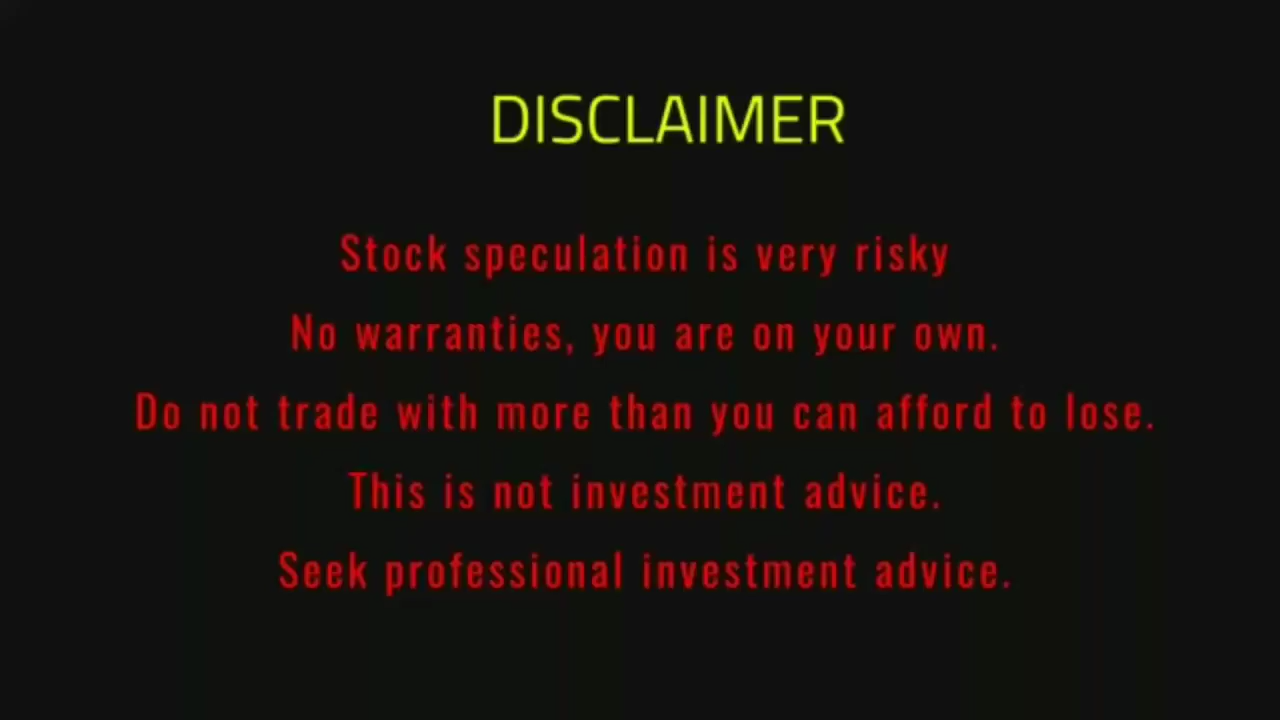 DISCLAIMER
Stock speculation is very risky
No warranties, you are on your own.
Do not trade with more than you can afford to lose.
This is not investment advice.
Seek professional investment advice.